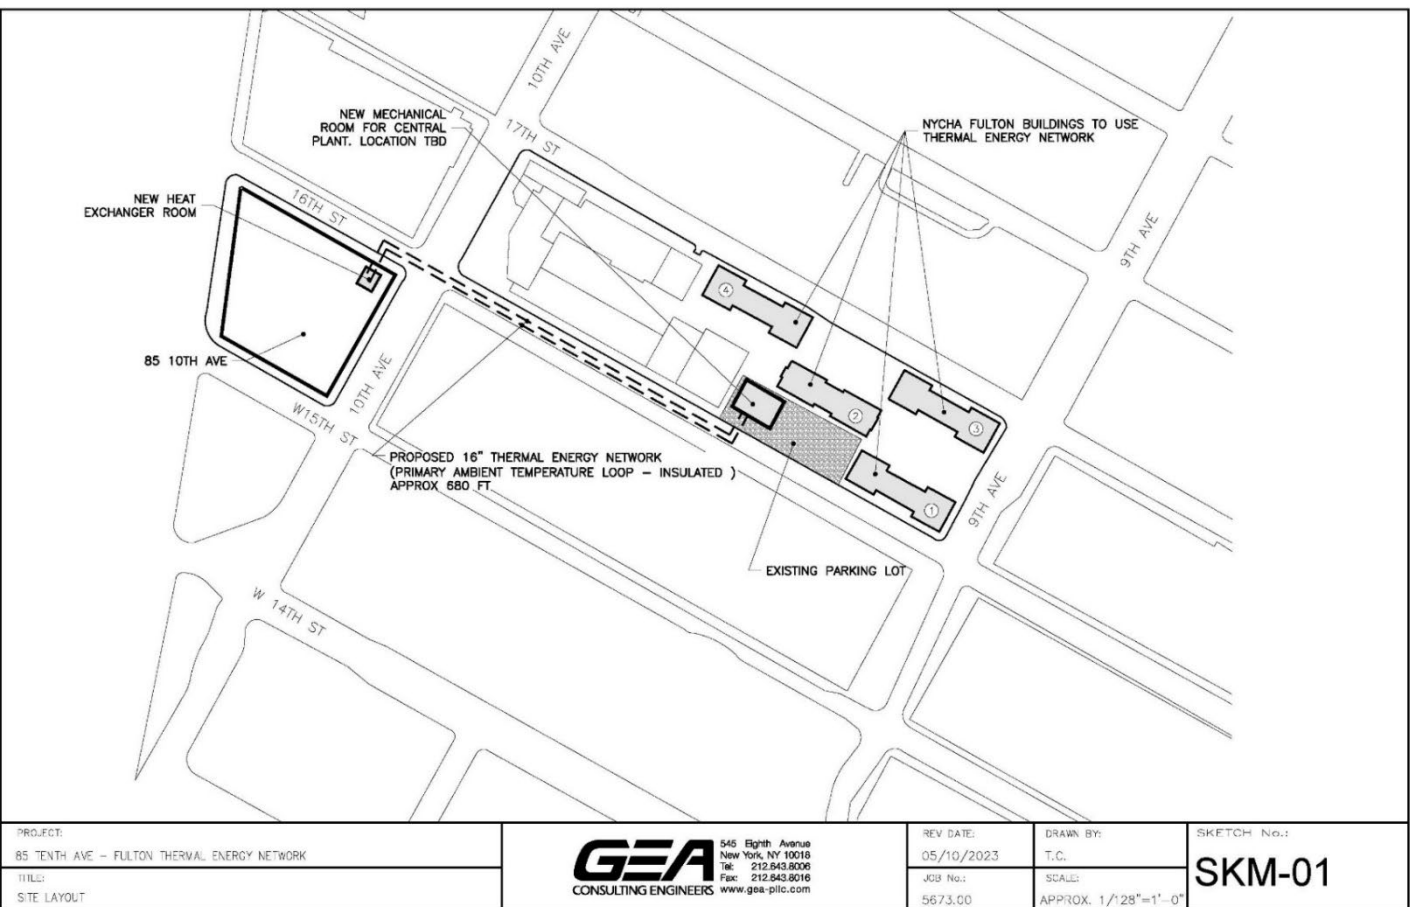 10TH AVE
NEW MECHANICAL
ROOM FOR CENTRAL
PLANT. LOCATION TBD
17TH ST
NYCHA FULTON BUILDINGS TO USE
THERMAL ENERGY NETWORK
NEW HEAT
EXCHANGER ROOM
16TH ST
9TH AVE
4
85 10TH AVE
10TH AVE
2
3
W15TH ST
PROPOSED 16" THERMAL ENERGY NETWORK
(PRIMARY AMBIENT TEMPERATURE LOOP – INSULATED )
APPROX 680 FT
9TH AVE
1
EXISTING PARKING LOT
W 14TH ST
PROJECT:
85 TENTH AVE – FULTON THERMAL ENERGY NETWORK
TITLE:
SITE LAYOUT
GEA
CONSULTING ENGINEERS
545 Eighth Avenue
New York, NY 10018
Tel: 212.643.8006
Fax: 212.643.8016
www.gea-pllc.com
REV DATE:
05/10/2023
JOB No.:
5673.00
DRAWN BY:
T.C.
SCALE:
APPROX. 1/128"=1'-0"
SKETCH No.:
SKM-01